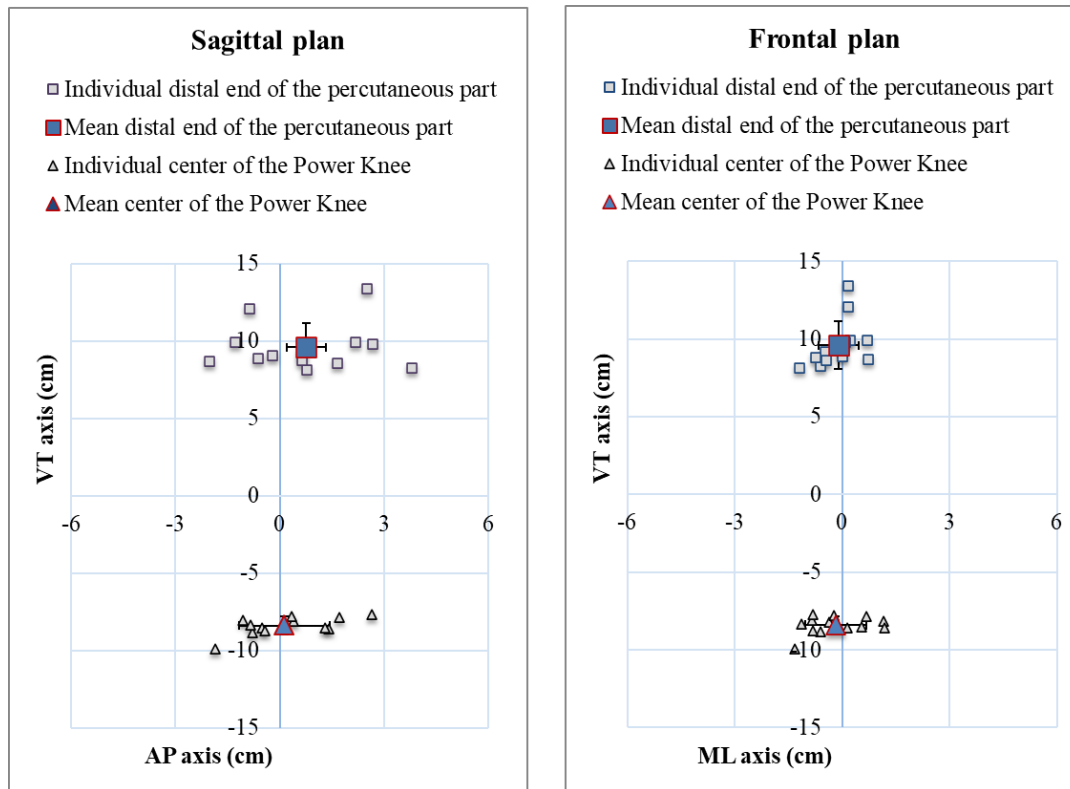 Sagittal plan
Individual distal end of the percutaneous part
Mean distal end of the percutaneous part
Individual center of the Power Knee
Mean center of the Power Knee
15
10
5
0
-5
-10
-15
-6
-3
0
3
6
VT axis (cm)
AP axis (cm)
Frontal plan
Individual distal end of the percutaneous part
Mean distal end of the percutaneous part
Individual center of the Power Knee
Mean center of the Power Knee
15
10
5
0
-5
-10
-15
-6
-3
0
3
6
VT axis (cm)
ML axis (cm)